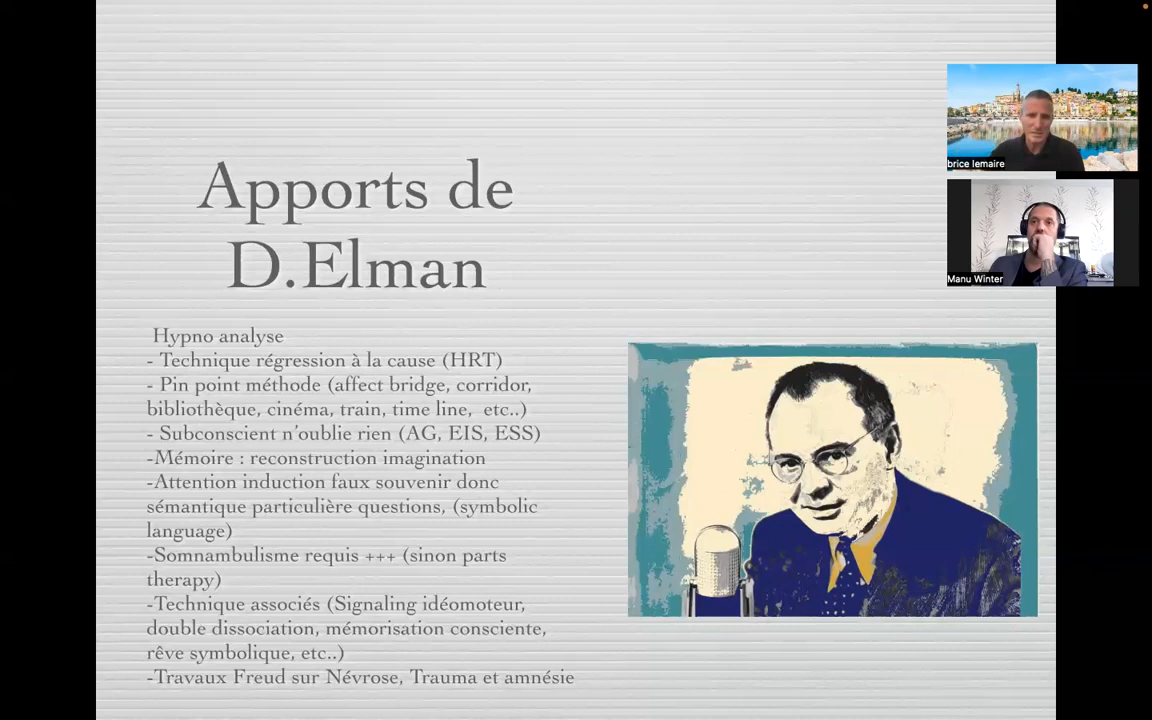 Apports de
D.Elman
Hypno analyse
- Technique régression à la cause (HRT)
- Pin point méthode (affect bridge, corridor,
bibliothèque, cinéma, train, time line, etc..)
- Subconscient n'oublie rien (AG, EIS, ESS)
-Mémoire : reconstruction imagination
-Attention induction faux souvenir donc
sémantique particulière questions, (symbolic
language)
-Somnambulisme requis +++ (sinon parts
therapy)
-Technique associés (Signaling idéomoteur,
double dissociation, mémorisation consciente,
rêve symbolique, etc..)
-Travaux Freud sur Névrose, Trauma et amnésie
brice lemaire
Manu Winter